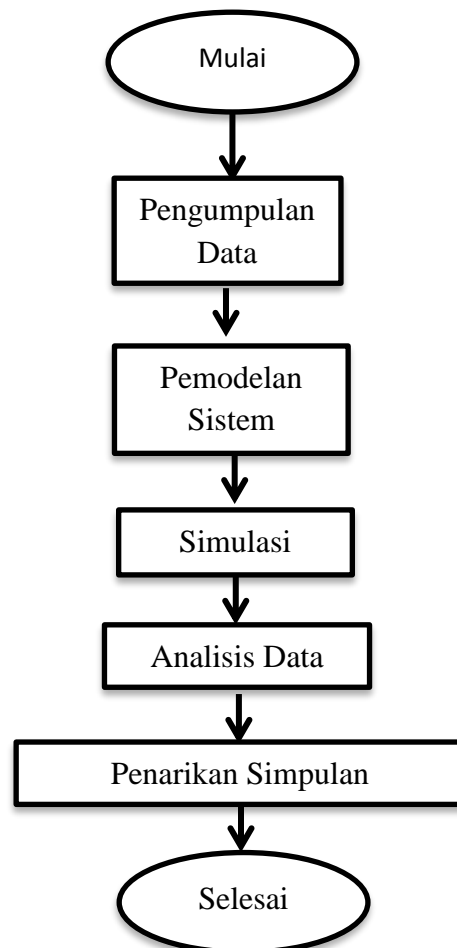 Mulai
Pengumpulan
Data
Pemodelan
Sistem
Simulasi
Analisis Data
Penarikan Simpulan
Selesai